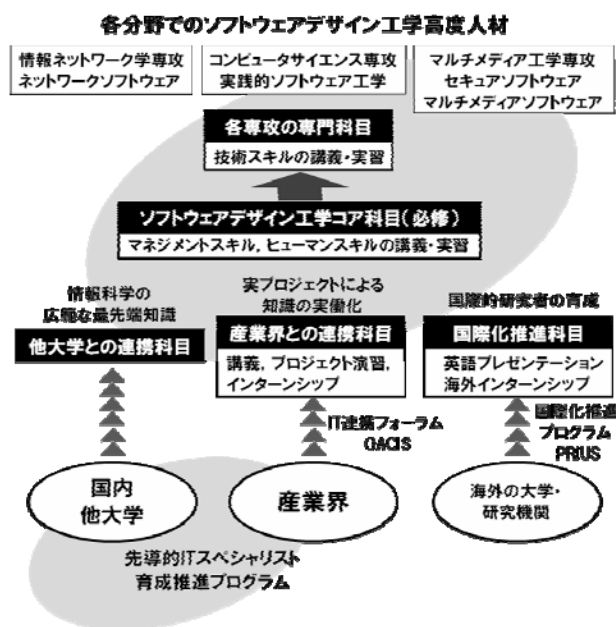 各分野でのソフトウェアデザイン工学高度人材
情報ネットワーク学専攻
ネットワークソフトウェア
コンピュータサイエンス専攻
実践的ソフトウェア工学
マルチメディア工学専攻
セキュアソフトウェア
マルチメディアソフトウェア
各専攻の専門科目
技術スキルの講義・実習
ソフトウェアデザイン工学コア科目(必修)
マネジメントスキル, ヒューマンスキルの講義・実習
情報科学の
広範な最先端知識
他大学との連携科目
実プロジェクトによる
知識の実働化
産業界との連携科目
講義, プロジェクト演習,
インターンシップ
国際的研究者の育成
国際化推進科目
英語プレゼンテーション
海外インターンシップ
IT連携フォーラム
OACIS
国際化推進
プログラム
PRIUS
国内
他大学
産業界
海外の大学・
研究機関
先導的ITスペシャリスト
育成推進プログラム